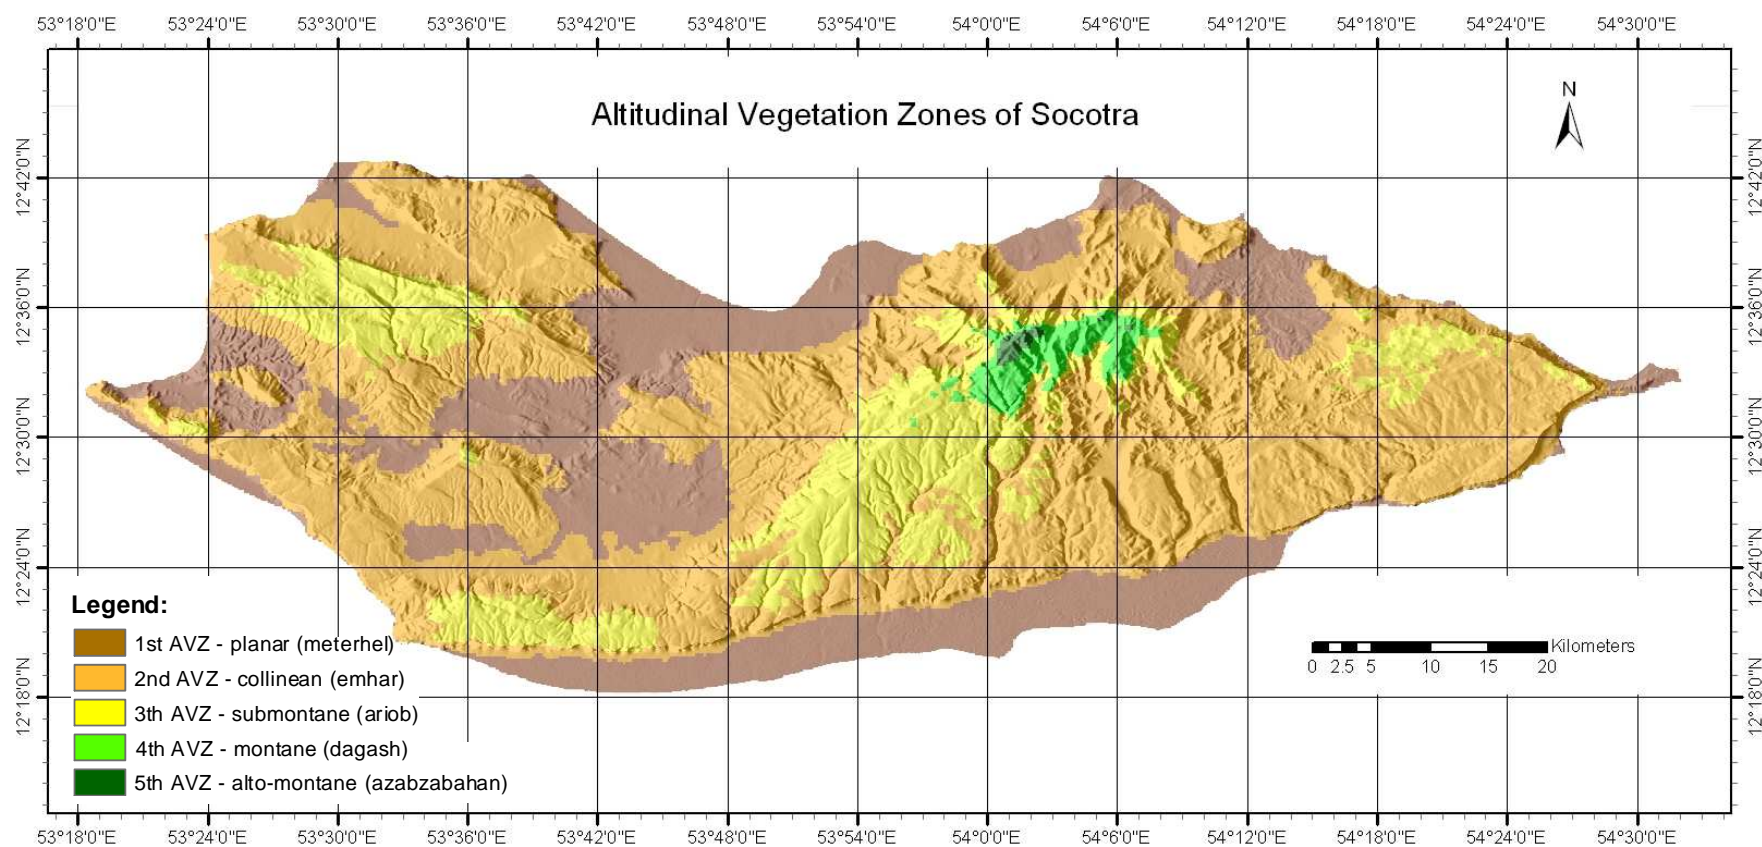 53°18'0"E 53°24'0"E 53°30'0"E 53°36'0"E 53°42'0"E 53°48'0"E 53°54'0"E 54°0'0"E 54°6'0"E 54°12'0"E 54°18'0"E 54°24'0"E 54°30'0"E
Altitudinal Vegetation Zones of Socotra
N
12°42'0"N 12°42'0"N
12°36'0"N 12°36'0"N
12°30'0"N 12°30'0"N
12°24'0"N 12°24'0"N
12°18'0"N 12°18'0"N
Legend:
1st AVZ - planar (meterhel)
2nd AVZ - collinean (emhar)
3th AVZ - submontane (ariob)
4th AVZ - montane (dagash)
5th AVZ - alto-montane (azabzabahan)
Kilometers
0 2.5 5 10 15 20
53°18'0"E 53°24'0"E 53°30'0"E 53°36'0"E 53°42'0"E 53°48'0"E 53°54'0"E 54°0'0"E 54°6'0"E 54°12'0"E 54°18'0"E 54°24'0"E 54°30'0"E